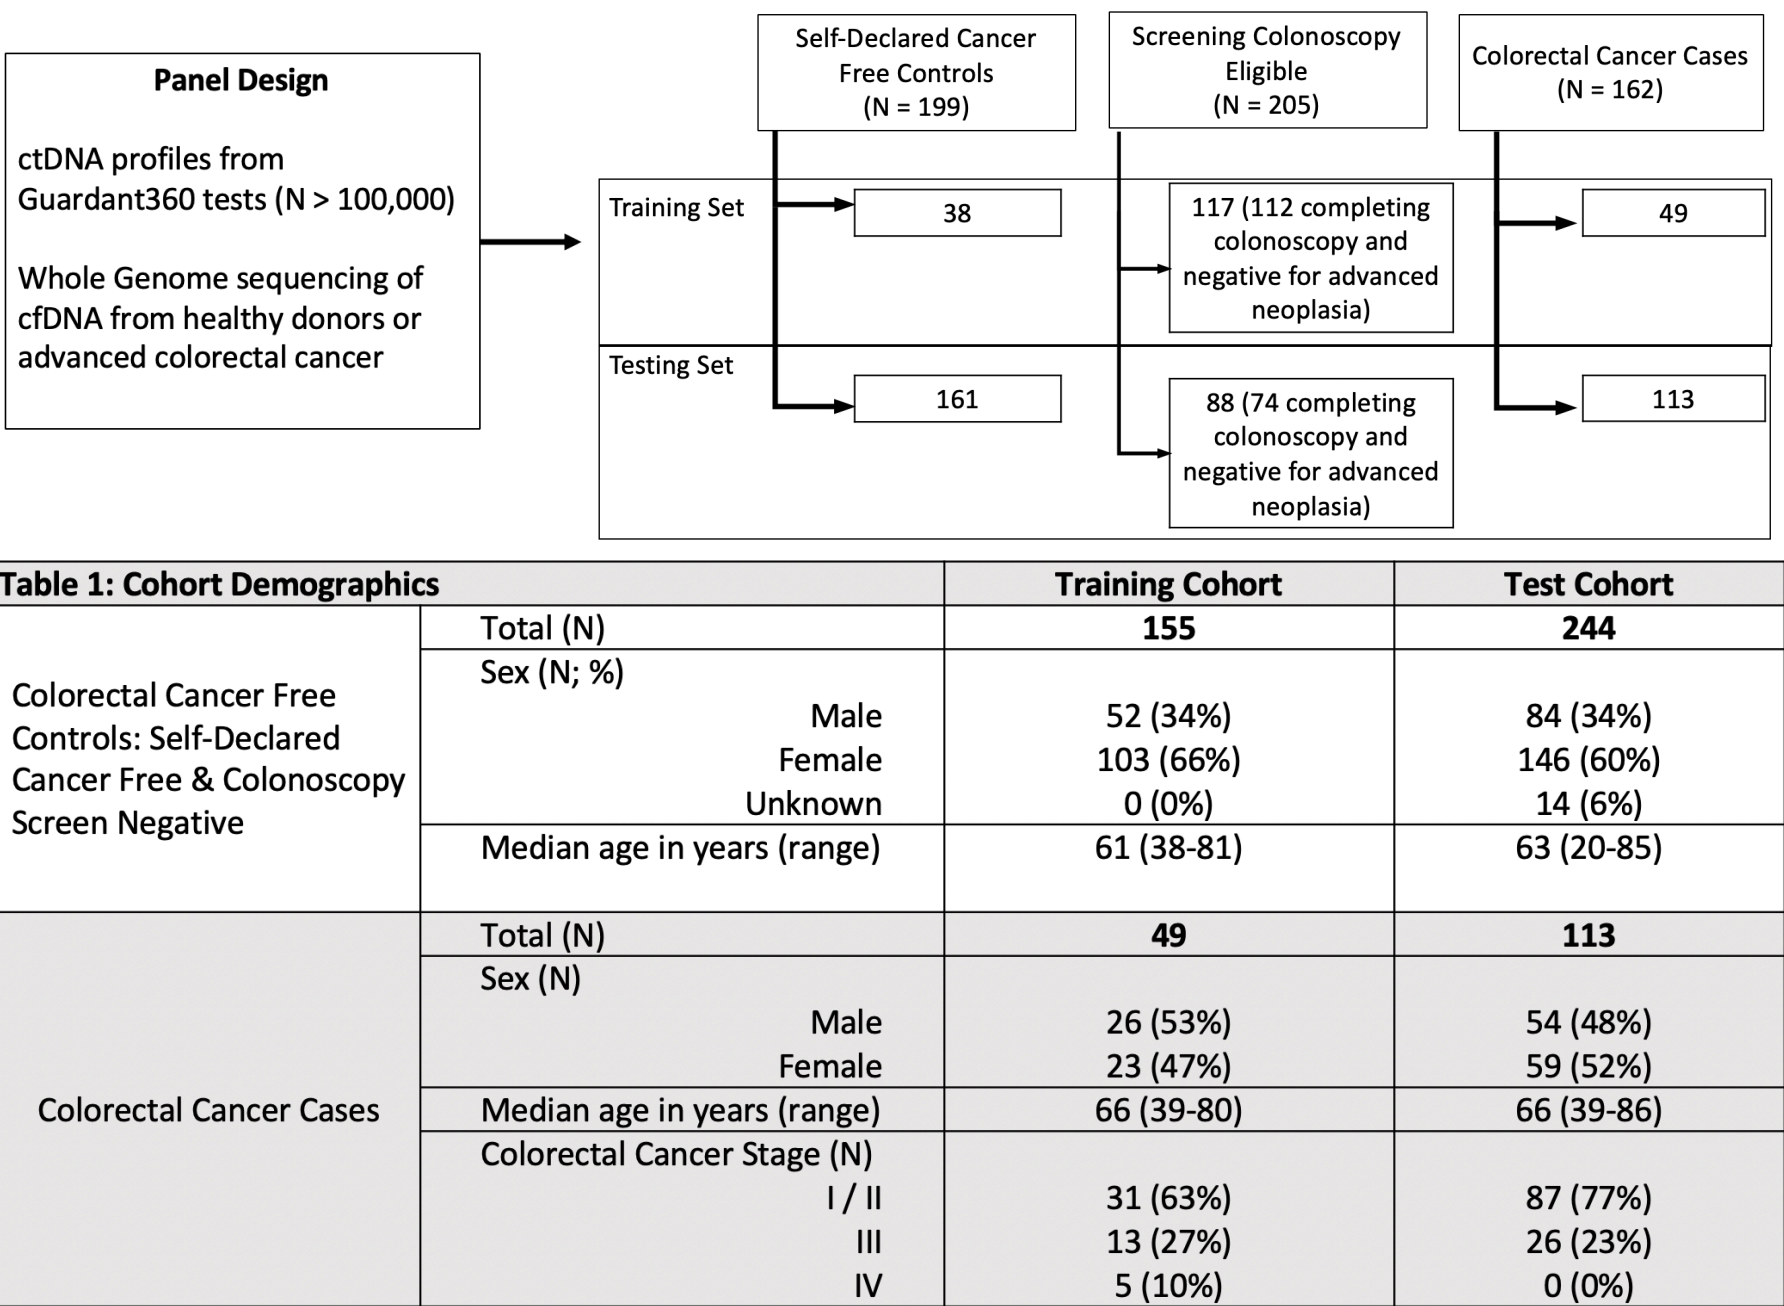 Panel Design
ctDNA profiles from
Guardant360 tests (N > 100,000)
Whole Genome sequencing of
cfDNA from healthy donors or
advanced colorectal cancer
Self-Declared Cancer
Free Controls
(N = 199)
Screening Colonoscopy
Eligible
(N = 205)
Colorectal Cancer Cases
(N = 162)
Training Set
38
117 (112 completing
colonoscopy and
negative for advanced
neoplasia)
49
Testing Set
161
88 (74 completing
colonoscopy and
negative for advanced
neoplasia)
113
Table 1: Cohort Demographics Training Cohort Test Cohort
Colorectal Cancer Free
Controls: Self-Declared
Cancer Free & Colonoscopy
Screen Negative
Total (N) 155 244
Sex (N; %)
Male 52 (34%) 84 (34%)
Female 103 (66%) 146 (60%)
Unknown 0 (0%) 14 (6%)
Median age in years (range) 61 (38-81) 63 (20-85)
Colorectal Cancer Cases
Total (N) 49 113
Sex (N)
Male 26 (53%) 54 (48%)
Female 23 (47%) 59 (52%)
Median age in years (range) 66 (39-80) 66 (39-86)
Colorectal Cancer Stage (N)
I / II 31 (63%) 87 (77%)
III 13 (27%) 26 (23%)
IV 5 (10%) 0 (0%)